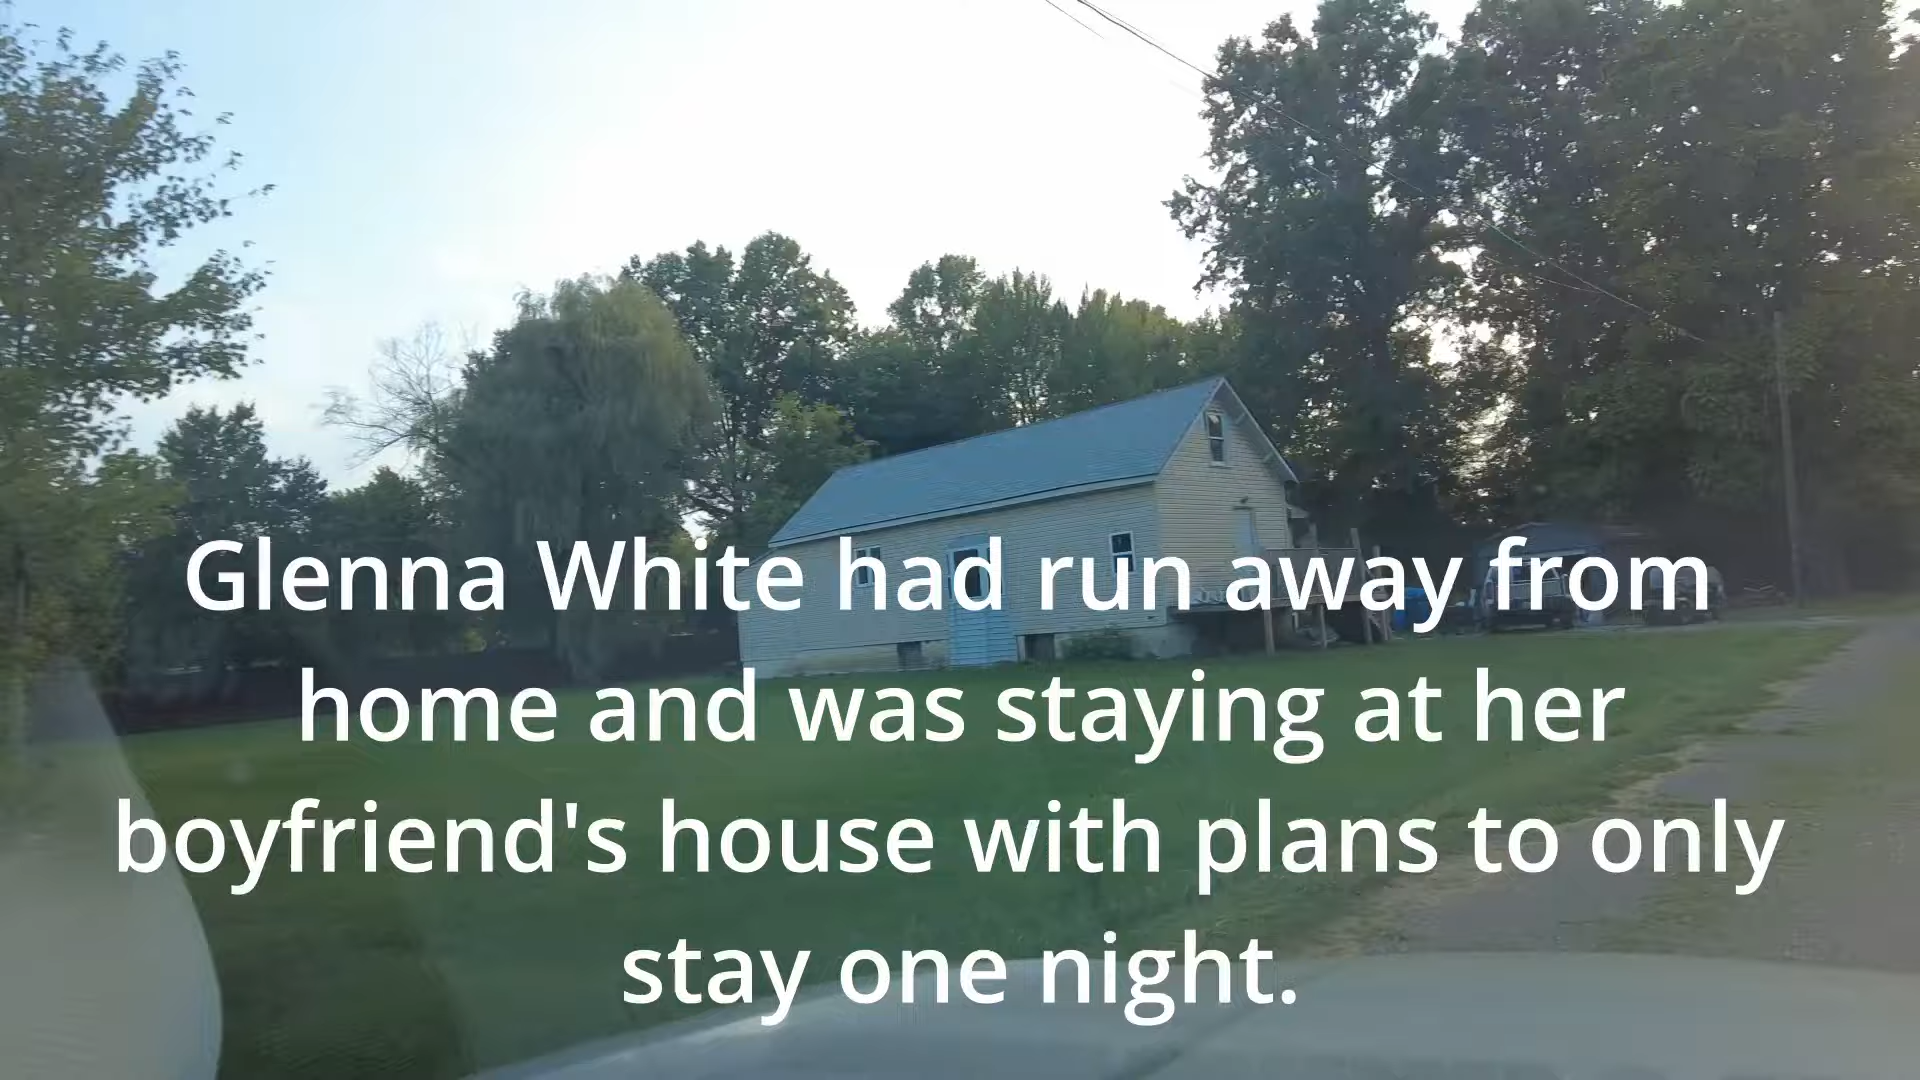 Glenna White had run away from
home and was staying at her
boyfriend's house with plans to only
stay one night.